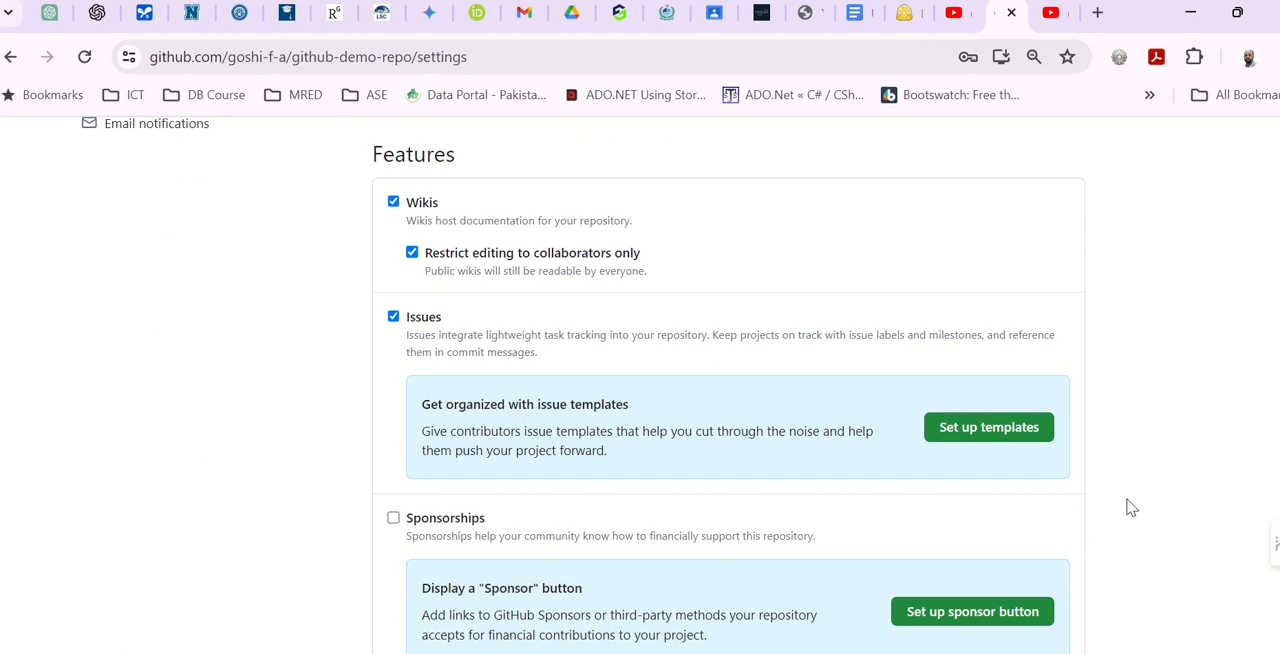 github.com/goshi-f-a/github-demo-repo/settings
Bookmarks ICT DB Course MRED ASE Data Portal - Pakista... ADO.NET Using Stor... ADO.Net « C# / CSh... Bootswatch: Free th... » All Bookmar
Email notifications
Features
Wikis
Wikis host documentation for your repository.
Restrict editing to collaborators only
Public wikis will still be readable by everyone.
Issues
Issues integrate lightweight task tracking into your repository. Keep projects on track with issue labels and milestones, and reference
them in commit messages.
Get organized with issue templates
Give contributors issue templates that help you cut through the noise and help
them push your project forward.
Set up templates
Sponsorships
Sponsorships help your community know how to financially support this repository.
Display a "Sponsor" button
Add links to GitHub Sponsors or third-party methods your repository
accepts for financial contributions to your project.
Set up sponsor button